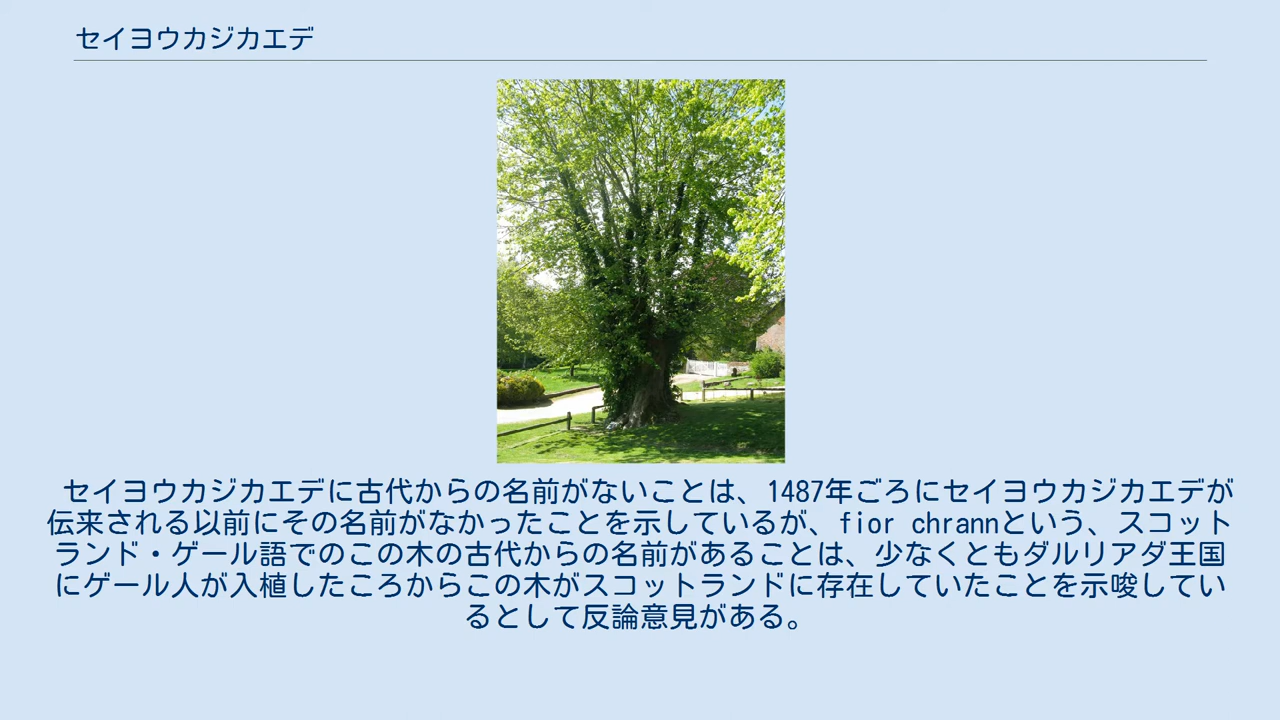 セイヨウカジカエデ
セイヨウカジカエデに古代からの名前がないことは、1487年ごろにセイヨウカジカエデが
伝来される以前にその名前がなかったことを示しているが、fior chrannという、スコット
ランド・ゲール語でのこの木の古代からの名前があることは、少なくともダルリアダ王国
にゲール人が入植したころからこの木がスコットランドに存在していたことを示唆してい
るとして反論意見がある。